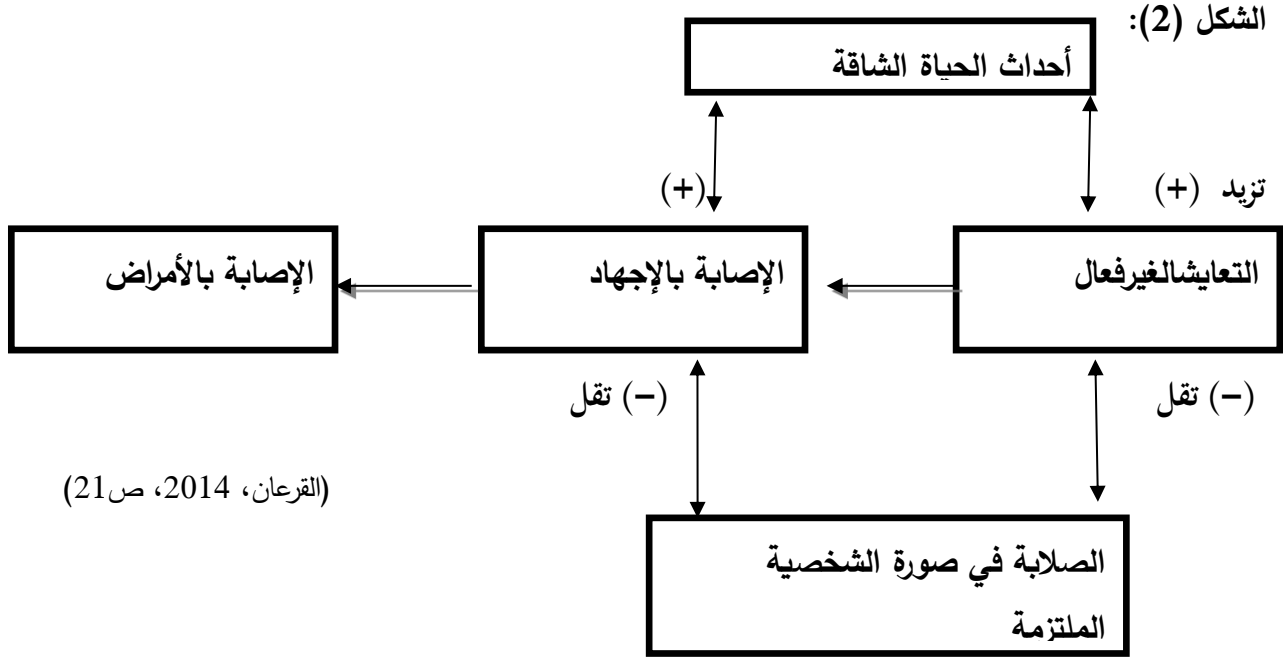 الشكل (2):
أحداث الحياة الشاقة
تزيد (+)
(+)
التعايشالغيرفعال
الإصابة بالإجهاد
الإصابة بالأمراض
(–) تقل
(–) تقل
(القرعان، 2014، ص21)
الصلابة في صورة الشخصية
الملتزمة